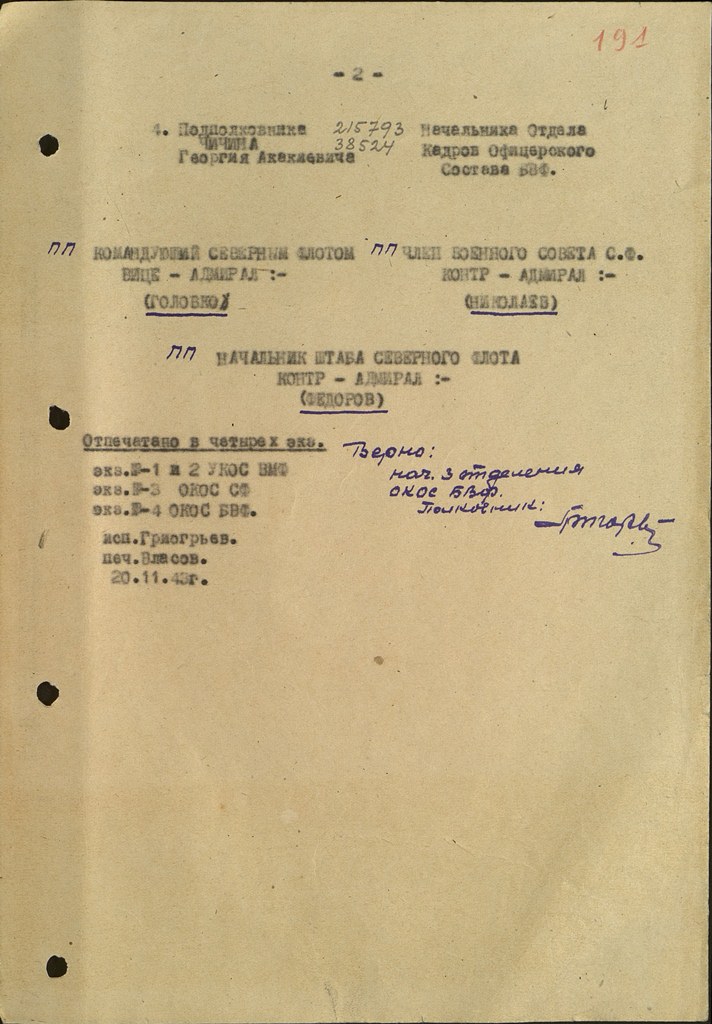 191
- 2 -
4. Подполковника 215793 Начальника Отдела
ЧИЧИНА 38524 Кадров Офицерского
Георгия Акакиевича Состава БВФ.
ПП КОМАНДУЮЩИЙ СЕВЕРНЫМ ФЛОТОМ ПП ЧЛЕН ВОЕННОГО СОВЕТА С.Ф.
ВИЦЕ - АДМИРАЛ :- КОНТР - АДМИРАЛ :-
(ГОЛОВКО) (НИКОЛАЕВ)
ПП НАЧАЛЬНИК ШТАБА СЕВЕРНОГО ФЛОТА
КОНТР - АДМИРАЛ :-
(ФЕДОРОВ)
Отпечатано в четырех экз.
экз.№-1 и 2 УКОС ВМФ
экз.№-3 ОКОС СФ
экз.№-4 ОКОС БВФ.
исп.Григорьев.
печ.Власов.
20.11.43г.
Верно:
нач. 3 отделения
ОКОС БВФ.
Полковник: